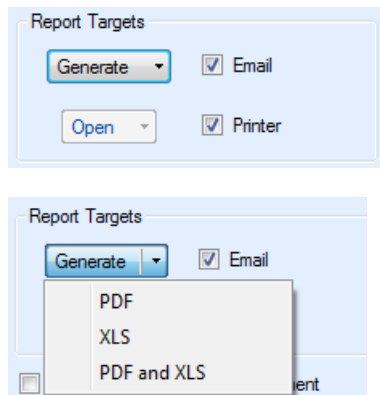 Report Targets
Generate Email
Open Printer
Report Targets
Generate Email
PDF
XLS
PDF and XLS